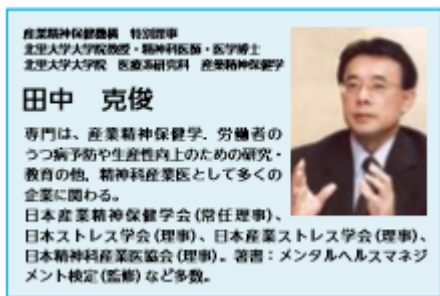 産業精神保健機構 特別理事
北里大学大学院教授・精神科医師・医学博士
北里大学大学院 医療系研究科 産業精神保健学
田中 克俊
専門は、産業精神保健学。労働者の
うつ病予防や生産性向上のための研究・
教育の他、精神科産業医として多くの
企業に関わる。
日本産業精神保健学会(常任理事)、
日本ストレス学会(理事)、日本産業ストレス学会(理事)、
日本精神科産業医協会(理事)。著書：メンタルヘルスマネジ
メント検定(監修)など多数。